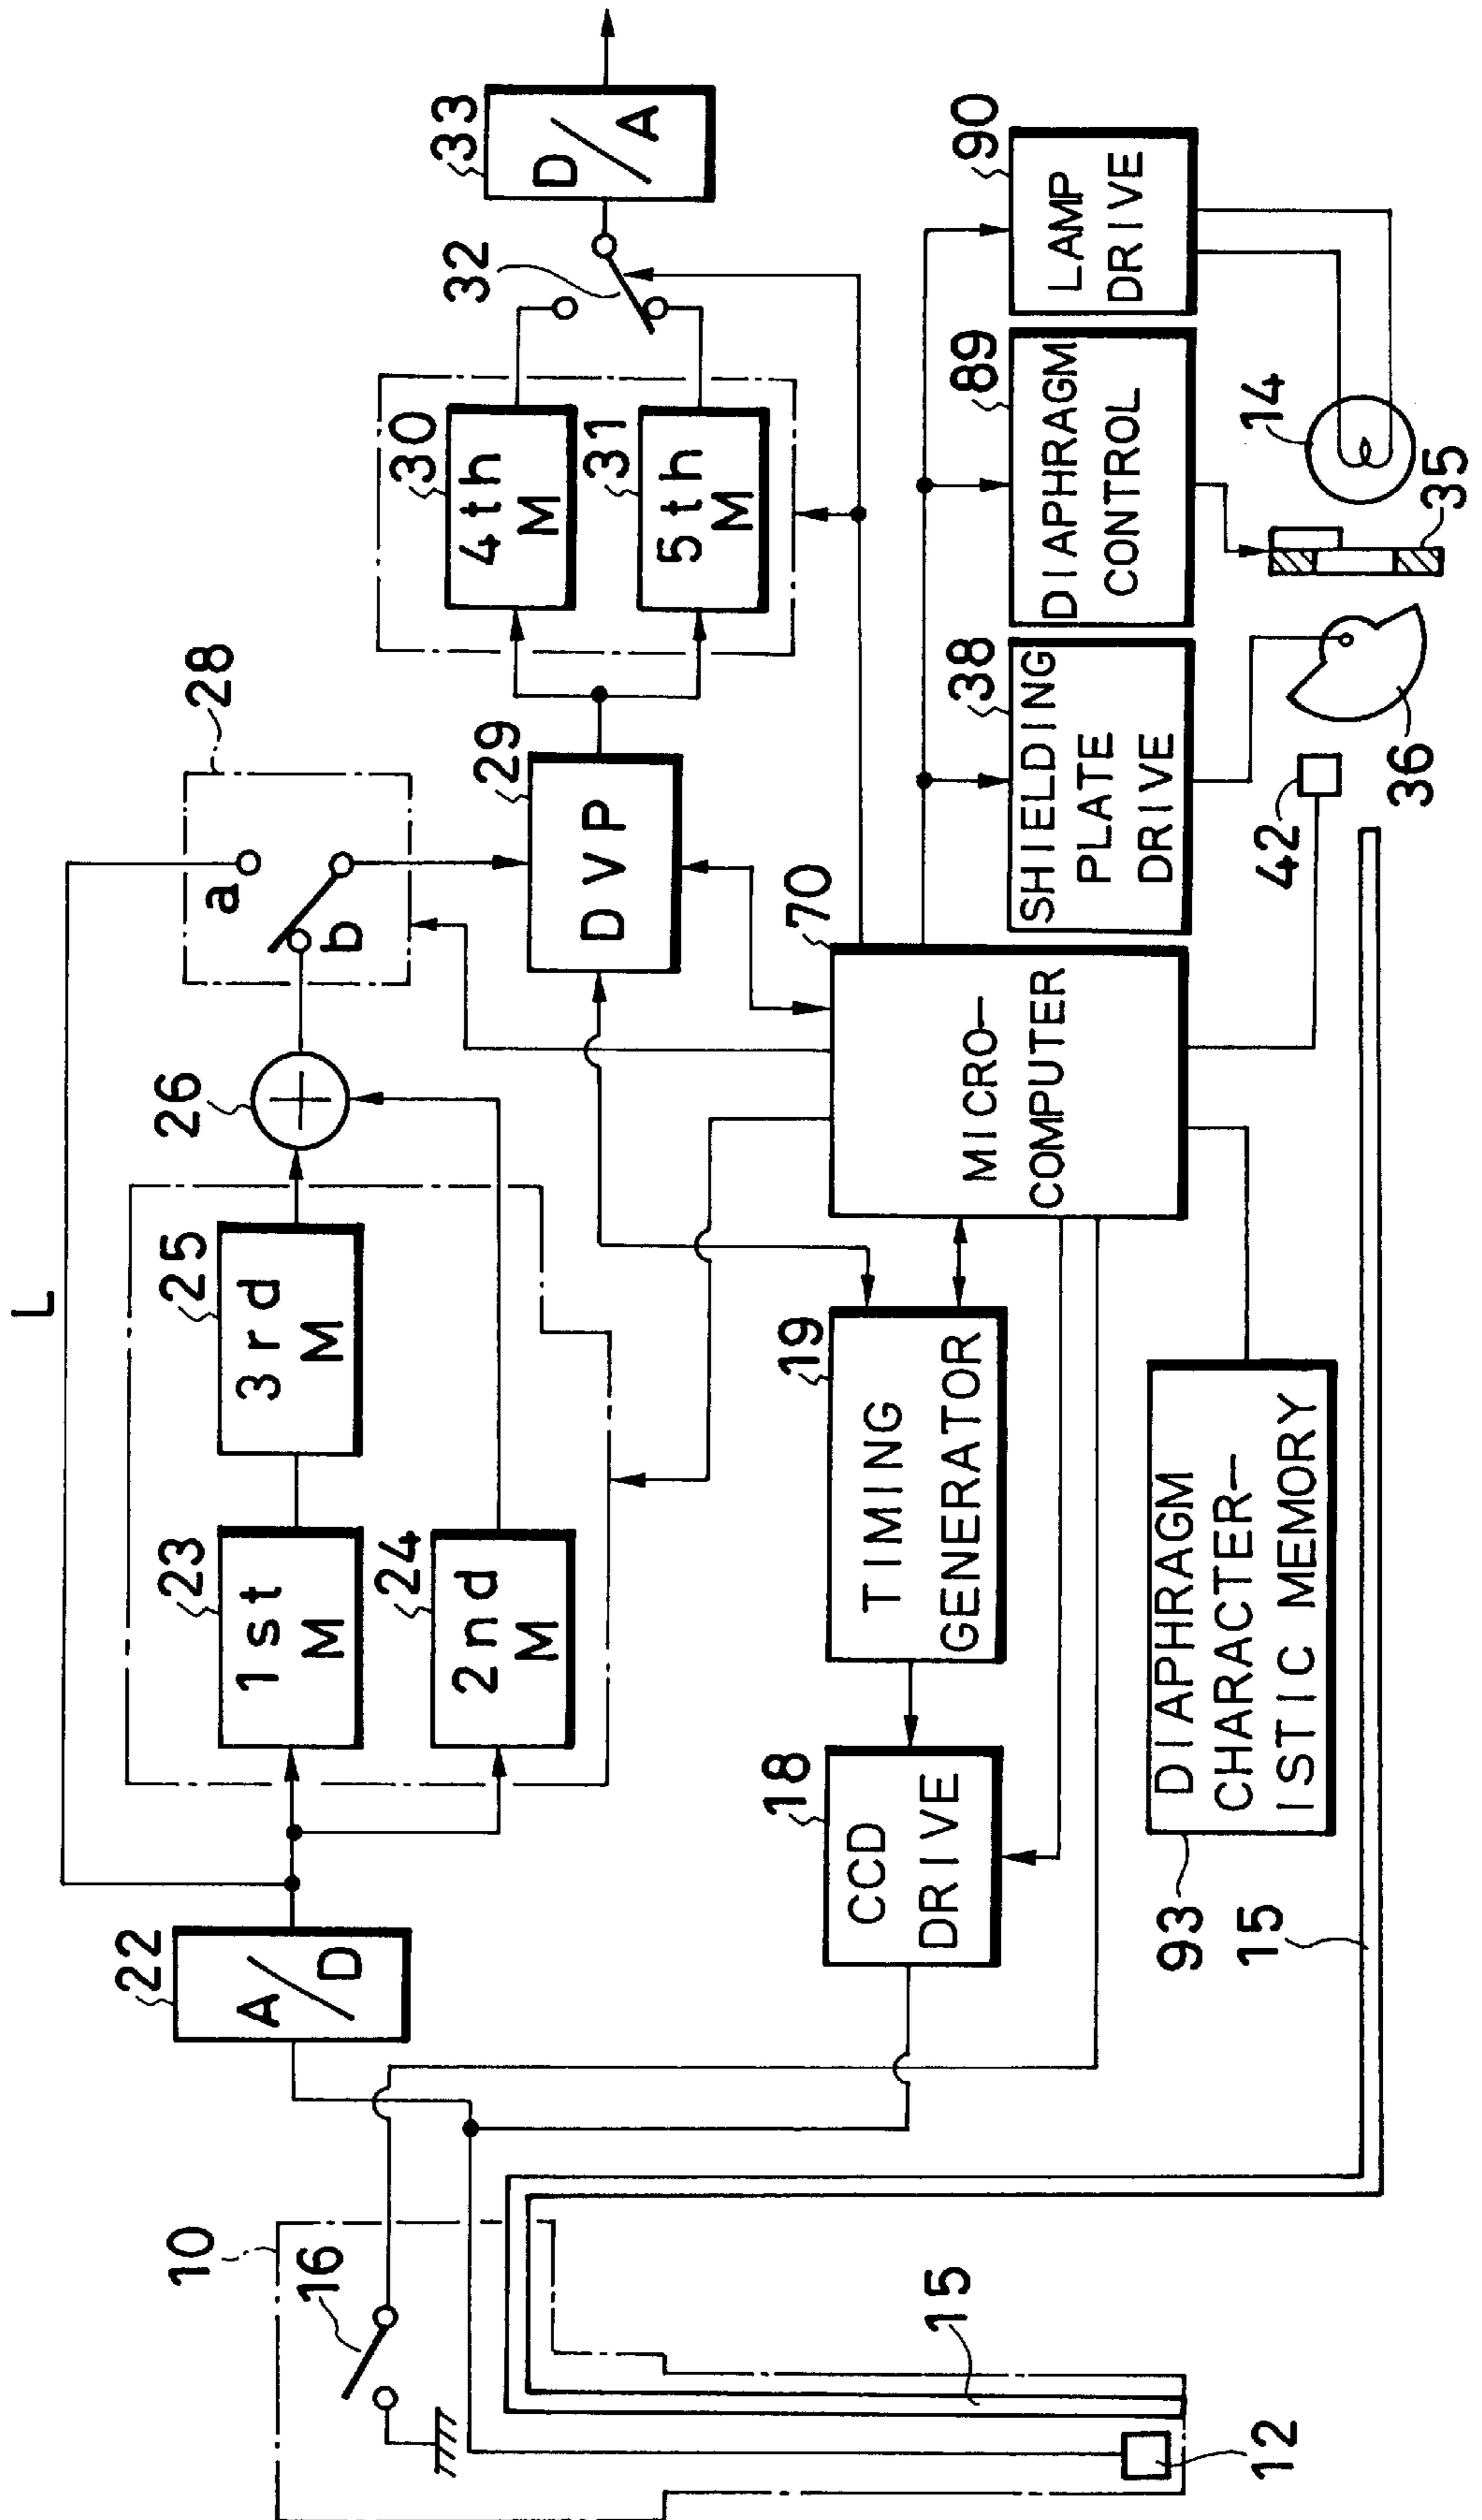 L
22
A/D
23
1st
M
25
3rd
M
24
2nd
M
26
28
a
b
29
DVP
30
4th
M
31
5th
M
32
33
D/A
10
16
12
15
18
CCD
DRIVE
19
TIMING
GENERATOR
70
MICRO-
COMPUTER
38
SHIELDING
PLATE
DRIVE
89
DIAPHRAGM
CONTROL
90
LAMP
DRIVE
93
DIAPHRAGM
CHARACTER-
ISTIC MEMORY
15
42
36
35
14